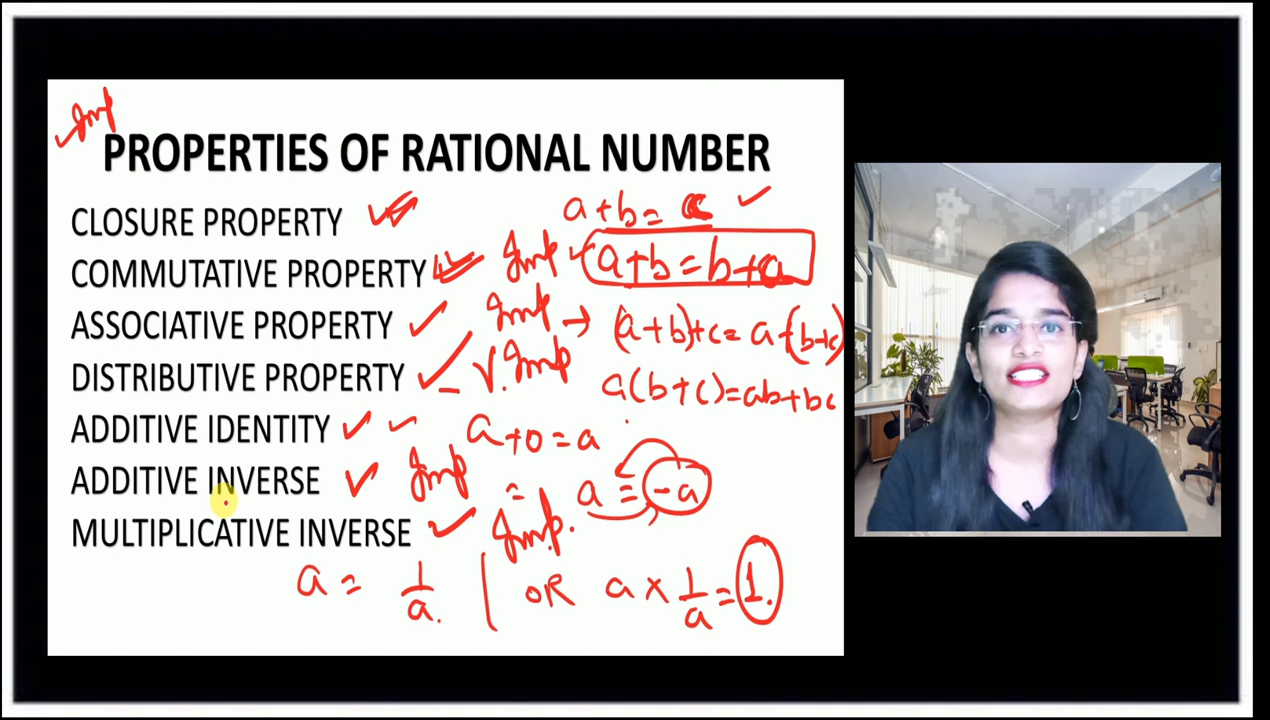 Imp
PROPERTIES OF RATIONAL NUMBER
CLOSURE PROPERTY a+b= c
COMMUTATIVE PROPERTY Imp a+b=b+a
ASSOCIATIVE PROPERTY Imp → (a+b)+c= a+(b+c)
DISTRIBUTIVE PROPERTY – V.Imp a(b+c)=ab+bc
ADDITIVE IDENTITY a+0=a
ADDITIVE INVERSE Imp = a = -a
MULTIPLICATIVE INVERSE Imp.
a = 1/a. | OR a × 1/a = 1.